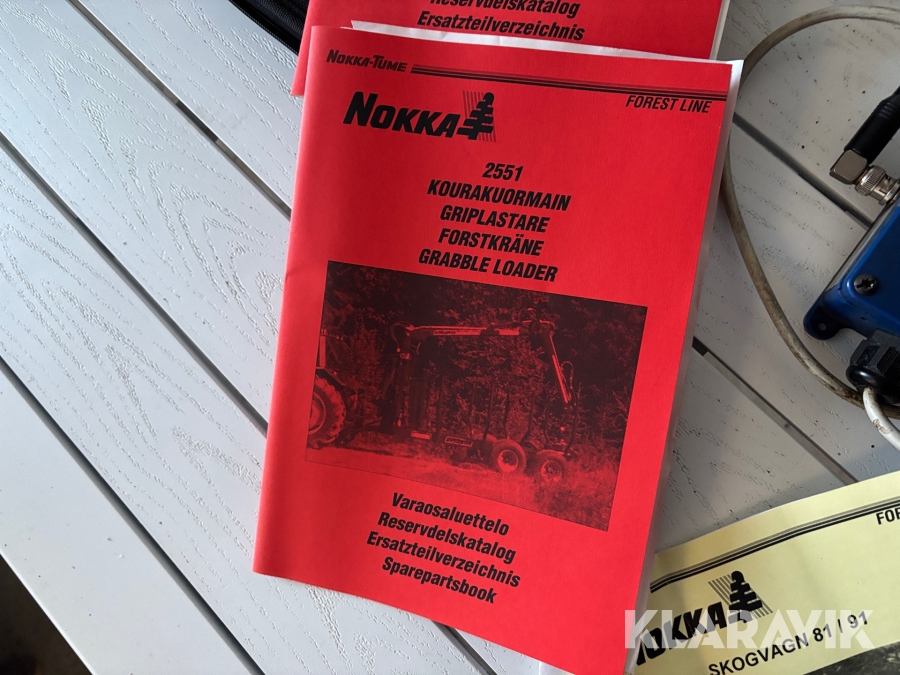 Reservdelskatalog
Ersatzteilverzeichnis
NOKKA-TUME
FOREST LINE
NOKKA
2551
KOURAKUORMAIN
GRIPLASTARE
FORSTKRÄNE
GRABBLE LOADER
Varaosaluettelo
Reservdelskatalog
Ersatzteilverzeichnis
Sparepartsbook
FOR
NOKKA
SKOGVAGN 81 / 91
KLARAVIK